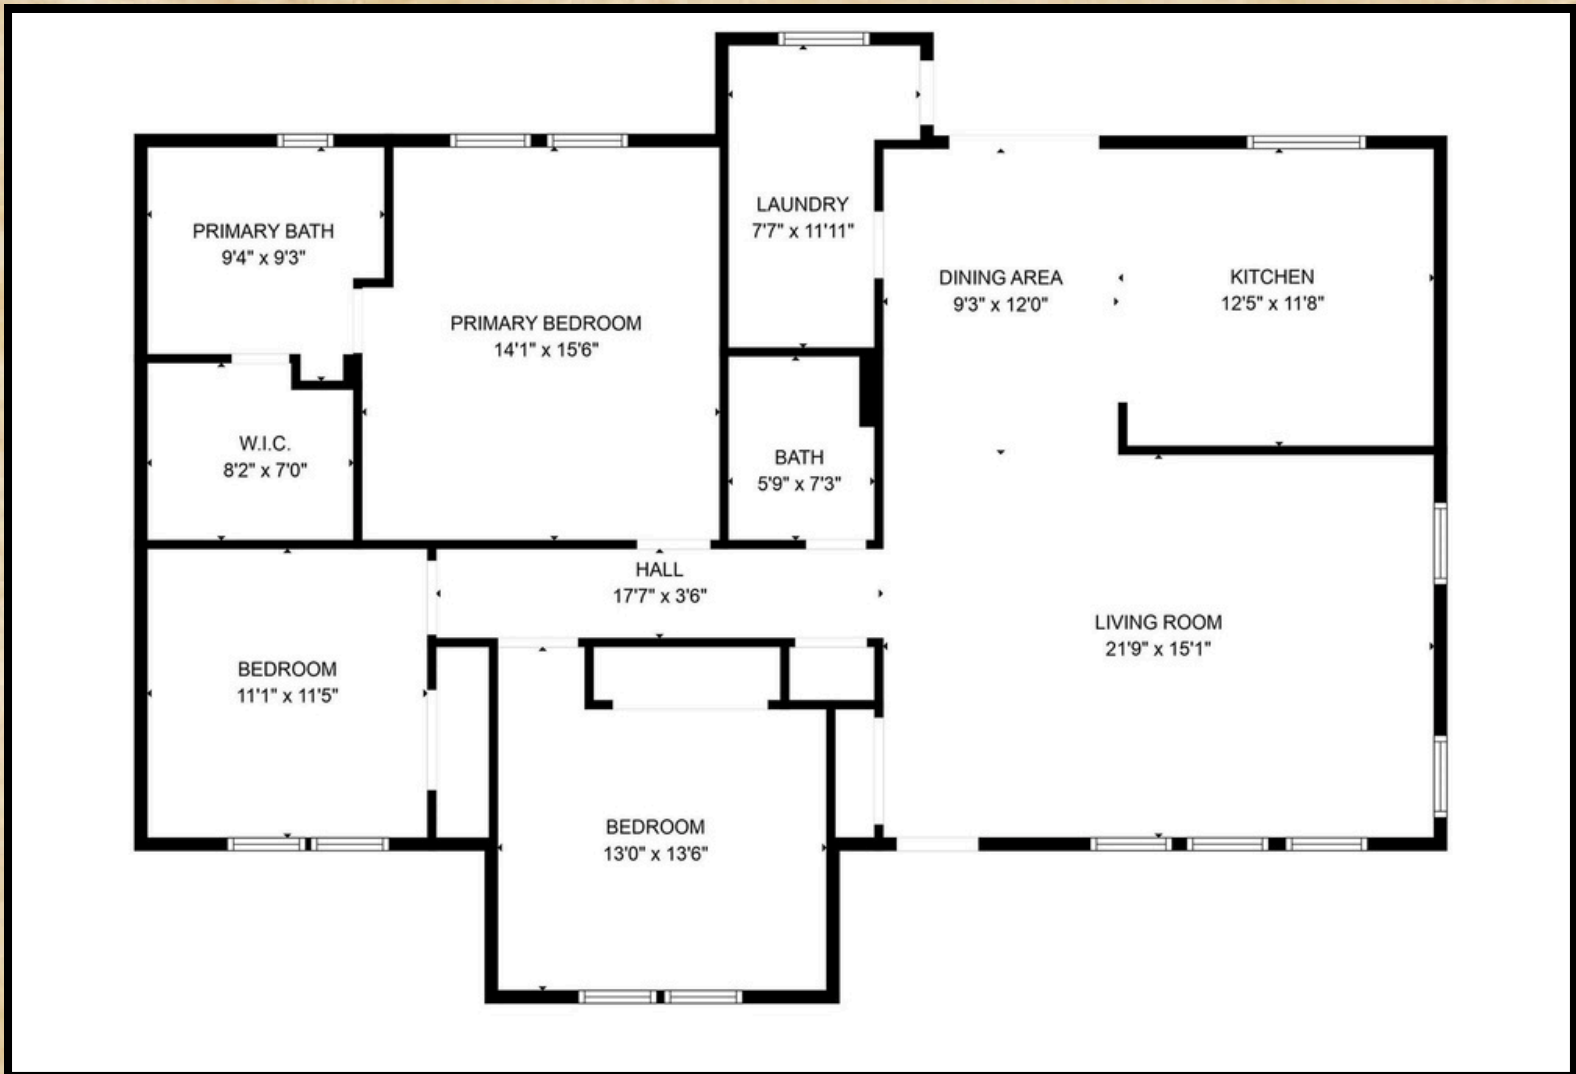 LAUNDRY
7'7" x 11'11"
PRIMARY BATH
9'4" x 9'3"
DINING AREA
9'3" x 12'0"
KITCHEN
12'5" x 11'8"
PRIMARY BEDROOM
14'1" x 15'6"
W.I.C.
8'2" x 7'0"
BATH
5'9" x 7'3"
HALL
17'7" x 3'6"
LIVING ROOM
21'9" x 15'1"
BEDROOM
11'1" x 11'5"
BEDROOM
13'0" x 13'6"